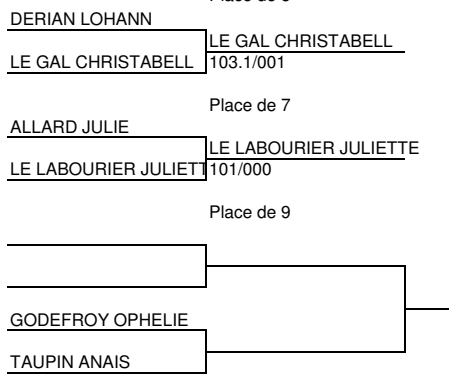 DERIAN LOHANN
LE GAL CHRISTABELL
LE GAL CHRISTABELL
103.1/001
Place de 7
ALLARD JULIE
LE LABOURIER JULIETTE
LE LABOURIER JULIETT
101/000
Place de 9
GODEFROY OPHELIE
TAUPIN ANAIS